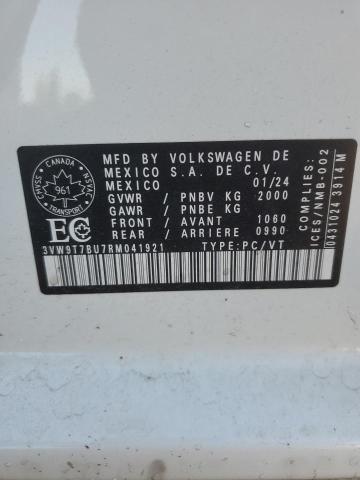 MFD BY VOLKSWAGEN DE
MEXICO S.A. DE C.V.
MEXICO 01/24
GVWR / PNBV KG 2000
GAWR / PNBE KG
FRONT / AVANT 1060
REAR / ARRIERE 0990
3VW9T7BU7RM041921 TYPE:PC/VT
CANADA
CMVSS NSVAC
961
TRANSPORT
EC
COMPLIES:
ICES/NMB-002
0431024 3914 M